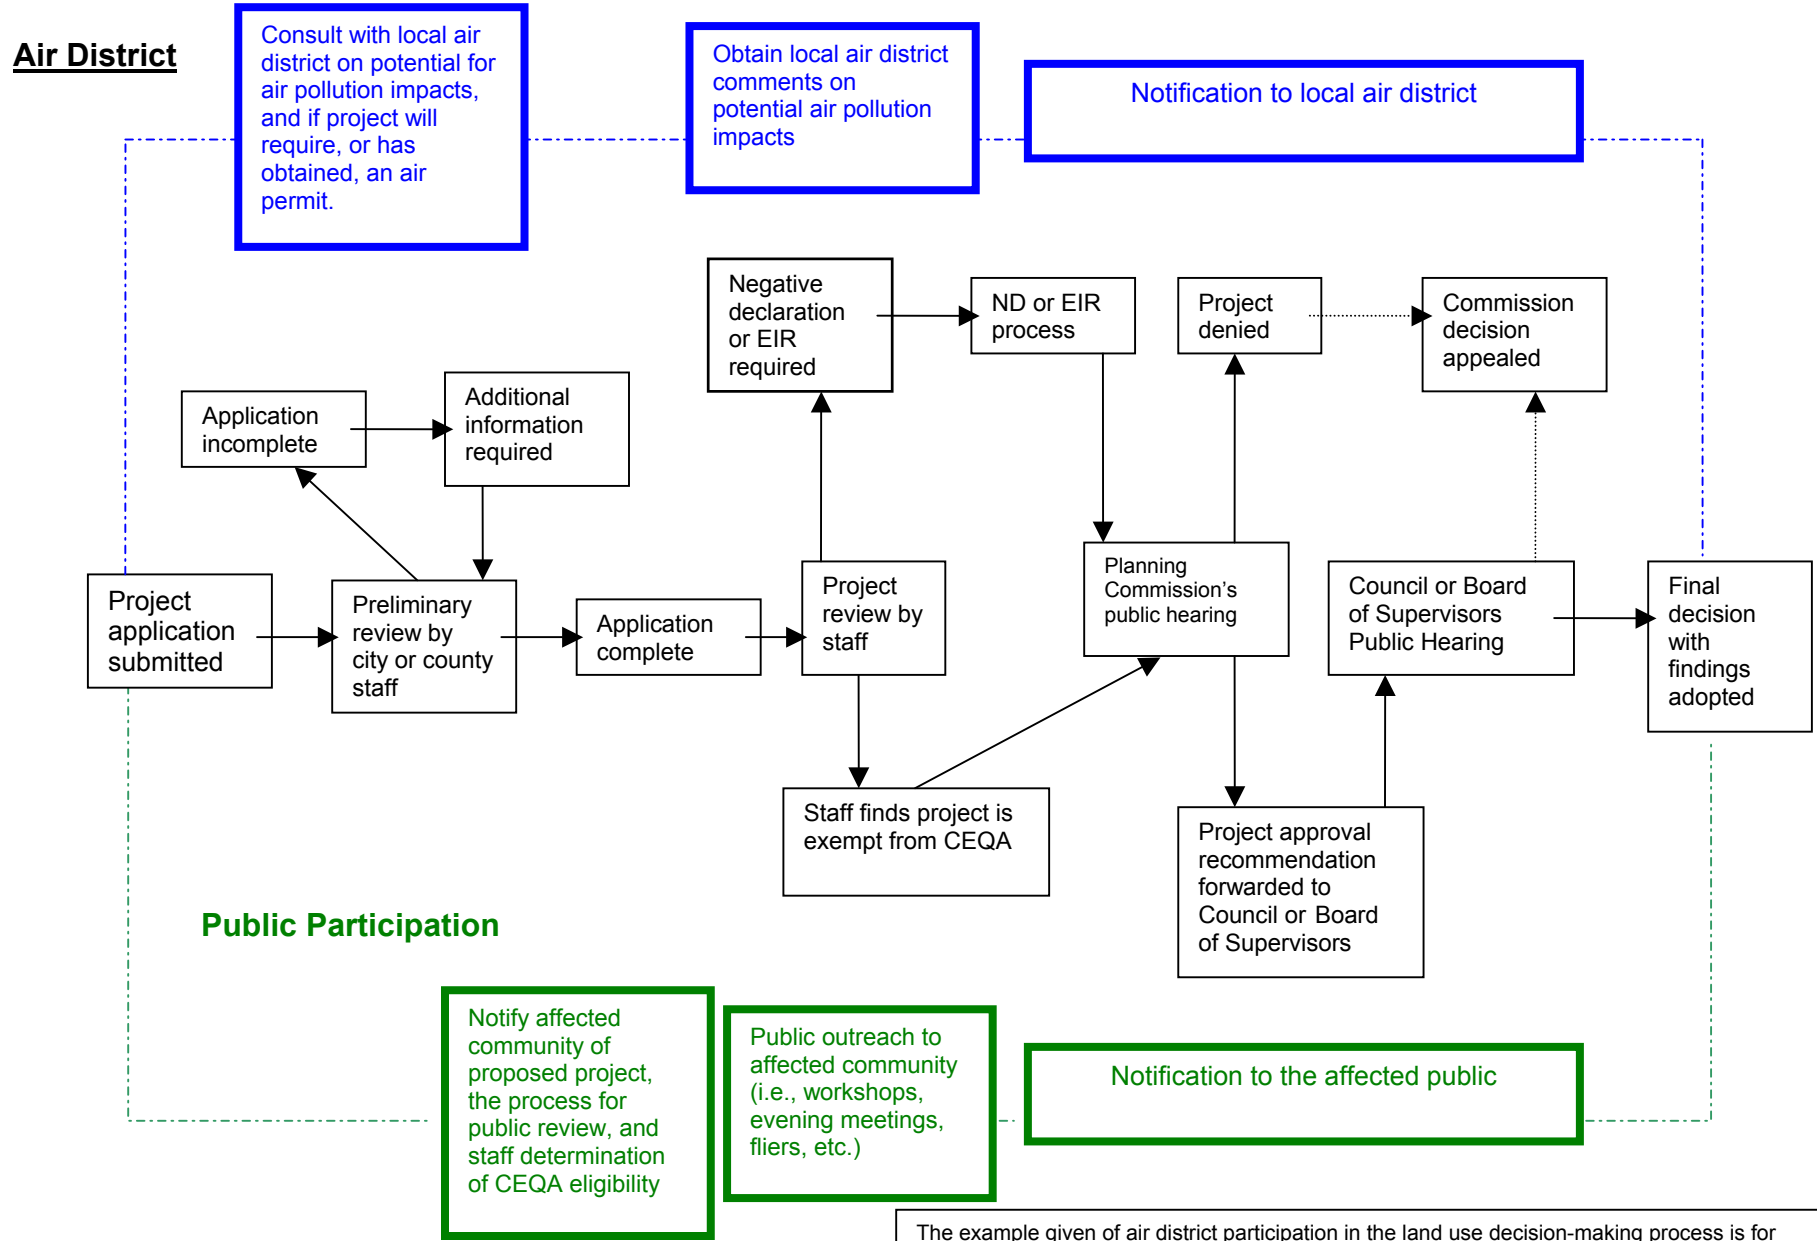 Air District
Consult with local air
district on potential for
air pollution impacts,
and if project will
require, or has
obtained, an air
permit.
Obtain local air district
comments on
potential air pollution
impacts
Notification to local air district
Negative
declaration
or EIR
required
ND or EIR
process
Project
denied
Commission
decision
appealed
Application
incomplete
Additional
information
required
Project
application
submitted
Preliminary
review by
city or county
staff
Application
complete
Project
review by
staff
Planning
Commission's
public hearing
Council or Board
of Supervisors
Public Hearing
Final
decision
with
findings
adopted
Staff finds project is
exempt from CEQA
Project approval
recommendation
forwarded to
Council or Board
of Supervisors
Public Participation
Notify affected
community of
proposed project,
the process for
public review, and
staff determination
of CEQA eligibility
Public outreach to
affected community
(i.e., workshops,
evening meetings,
fliers, etc.)
Notification to the affected public
The example given of air district participation in the land use decision-making process is for